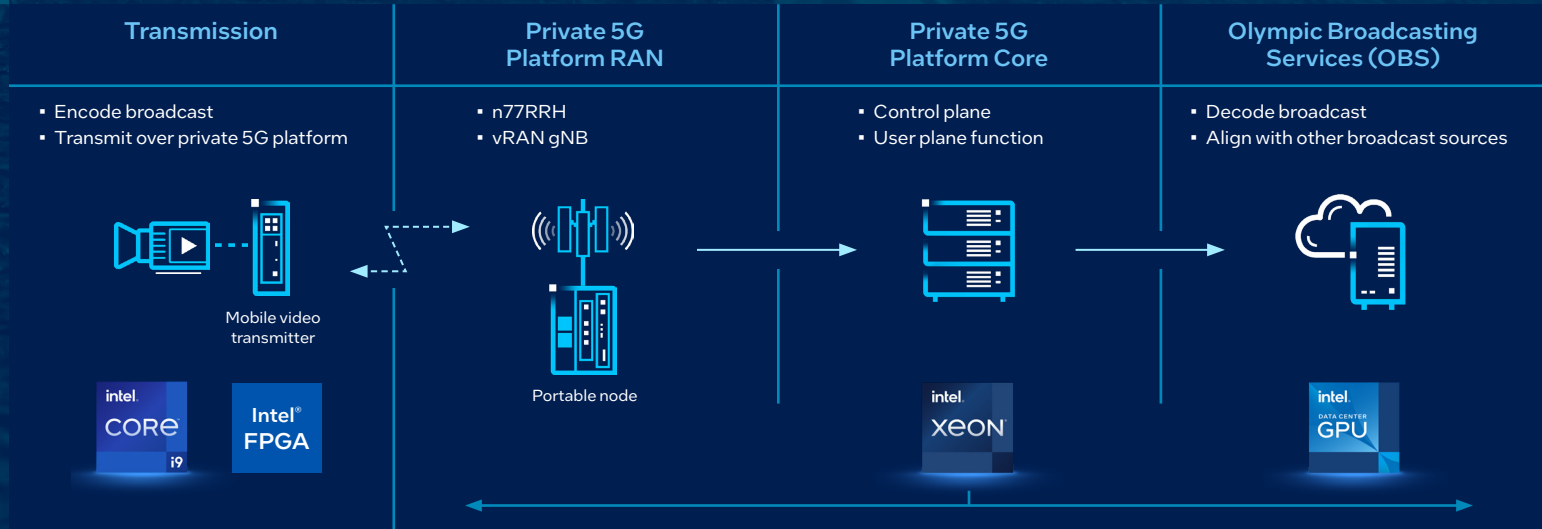 Transmission
Private 5G
Platform RAN
Private 5G
Platform Core
Olympic Broadcasting
Services (OBS)
▪ Encode broadcast
▪ Transmit over private 5G platform
▪ n77RRH
▪ vRAN gNB
▪ Control plane
▪ User plane function
▪ Decode broadcast
▪ Align with other broadcast sources
Mobile video
transmitter
Portable node
intel.
CORE
i9
Intel®
FPGA
intel.
XEON
intel.
DATA CENTER
GPU